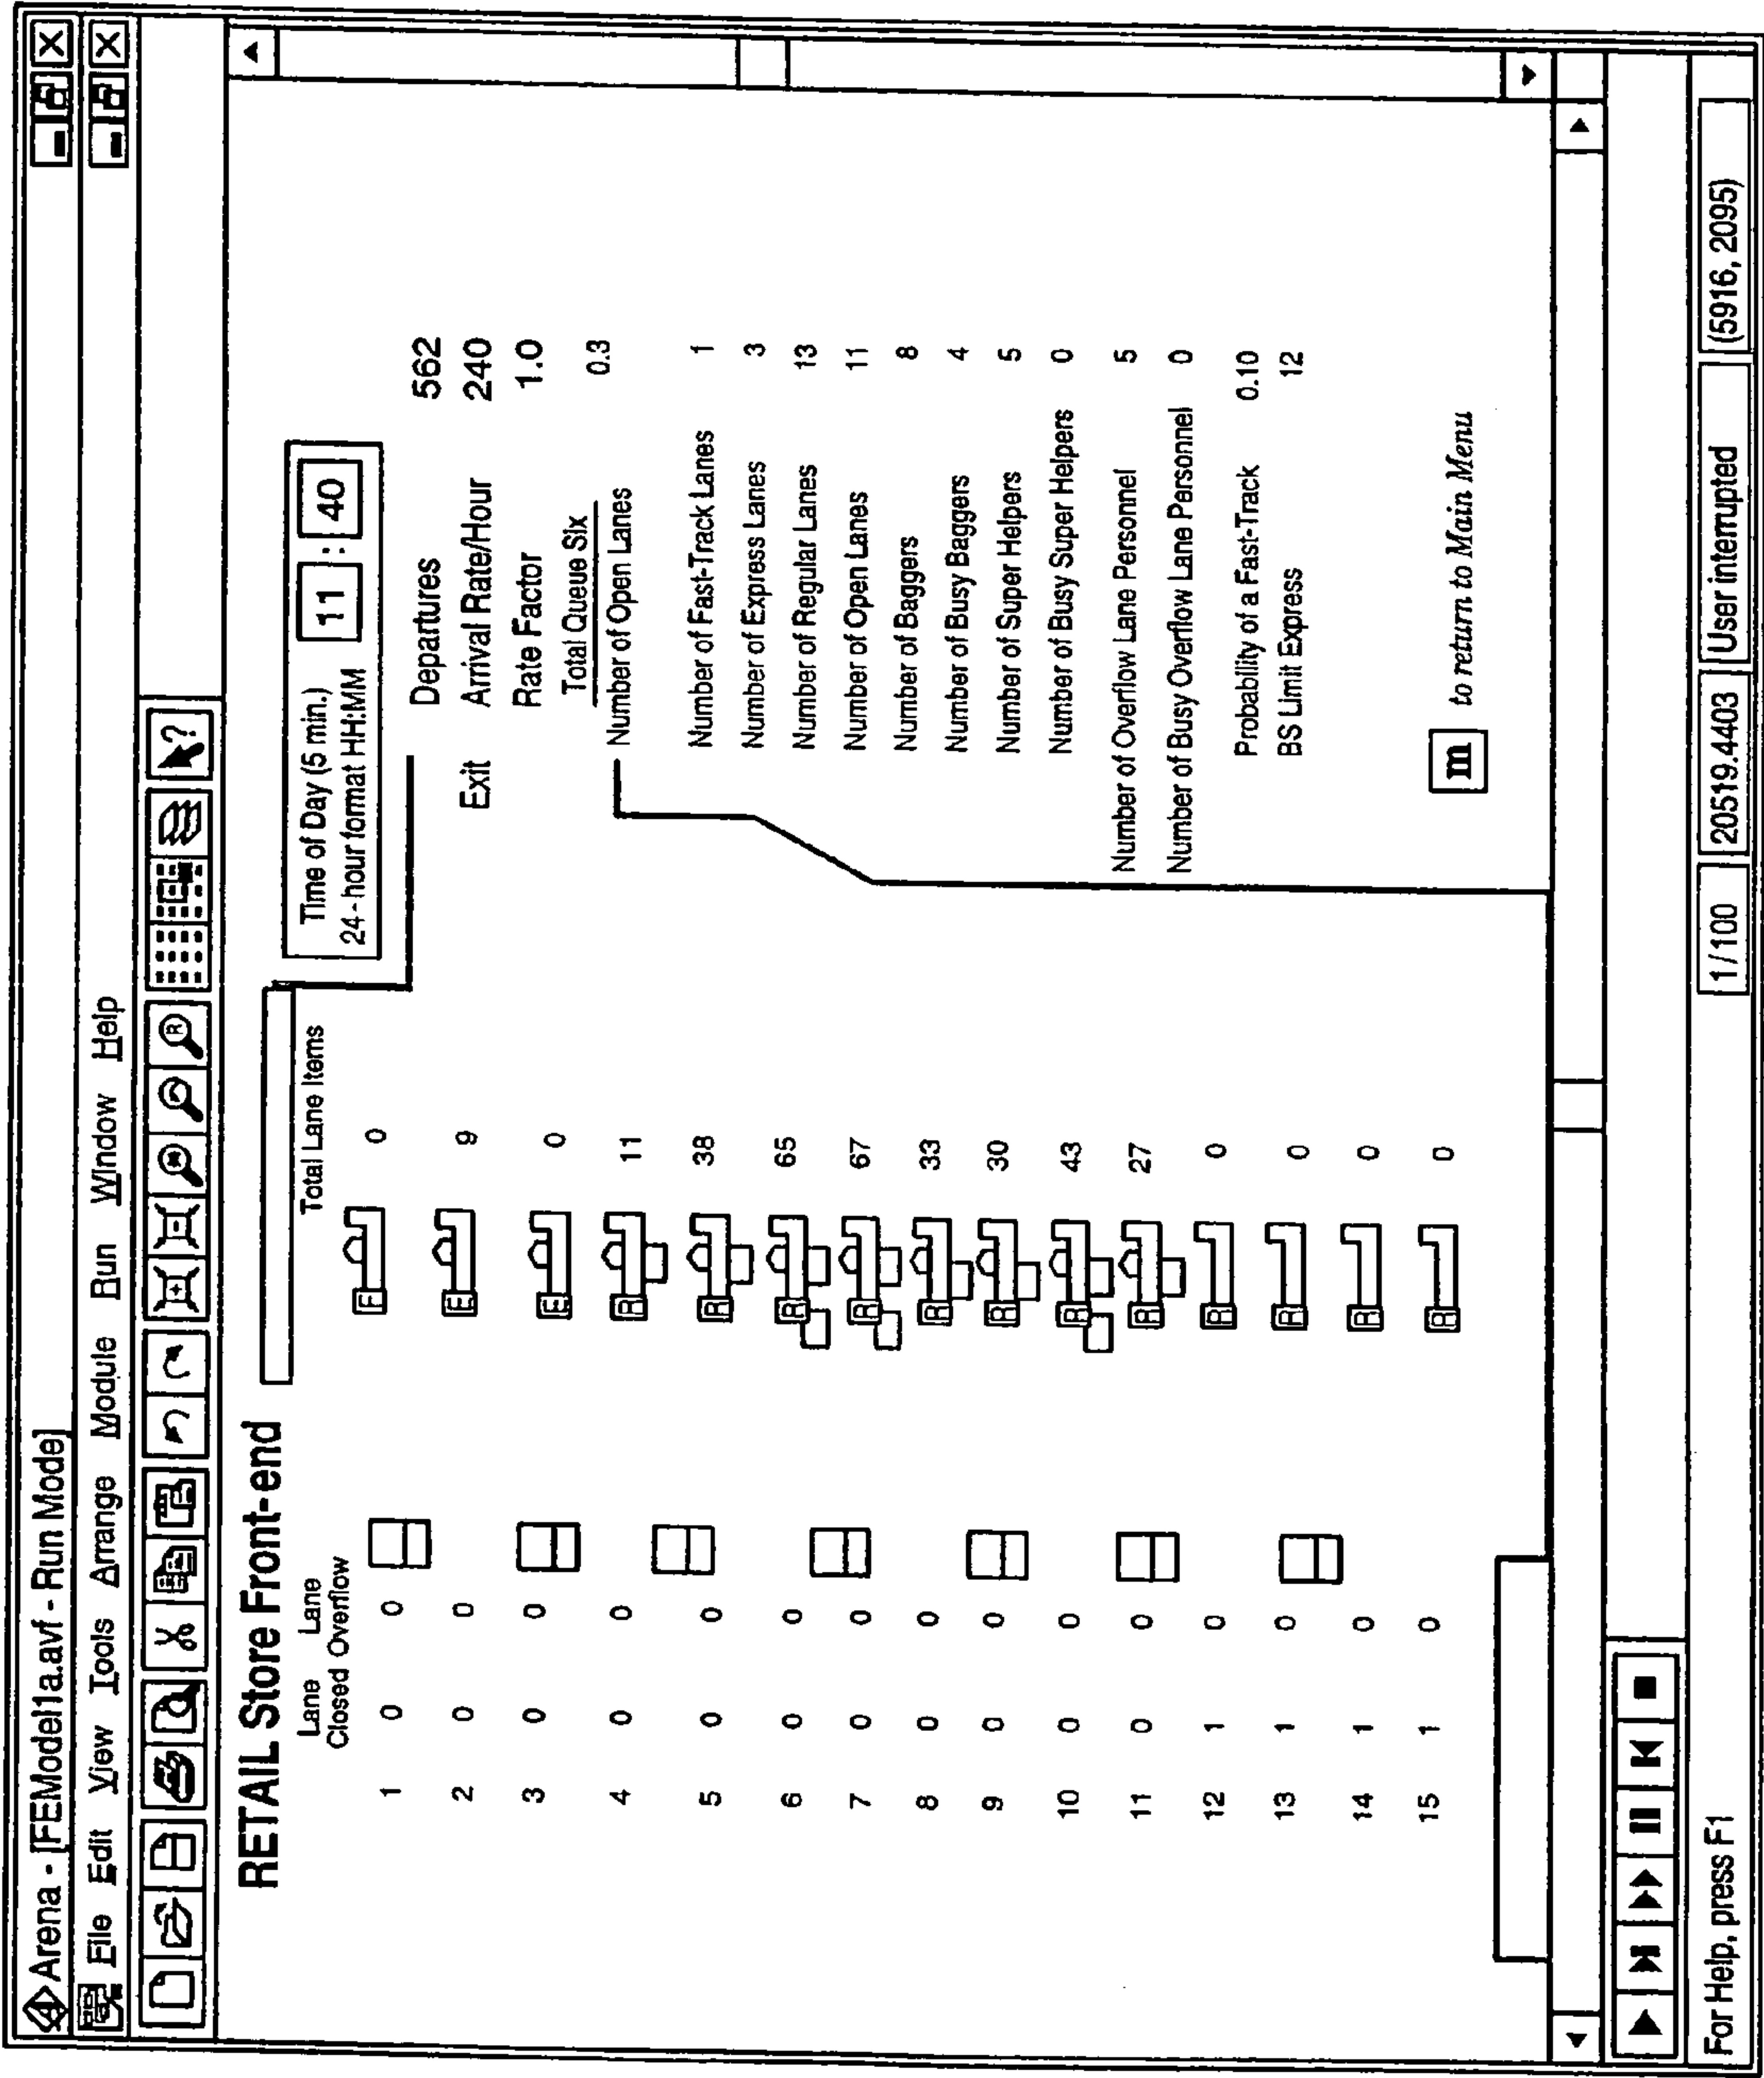 Arena - [FEModel1a.avf - Run Mode]
File Edit View Tools Arrange Module Run Window Help
RETAIL Store Front-end
Time of Day (5 min.)
24-hour format HH:MM
11 : 40
Lane Closed Lane Overflow Total Lane Items
1 0 0 F 0
2 0 0 E 9
3 0 0 E 0
4 0 0 R 11
5 0 0 R 38
6 0 0 R 65
7 0 0 R 67
8 0 0 R 33
9 0 0 R 30
10 0 0 R 43
11 0 0 R 27
12 1 0 R 0
13 1 0 R 0
14 1 0 R 0
15 1 0 R 0
Departures 562
Exit Arrival Rate/Hour 240
Rate Factor 1.0
Total Queue Six
Number of Open Lanes 0.3
Number of Fast-Track Lanes 1
Number of Express Lanes 3
Number of Regular Lanes 13
Number of Open Lanes 11
Number of Baggers 8
Number of Busy Baggers 4
Number of Super Helpers 5
Number of Busy Super Helpers 0
Number of Overflow Lane Personnel 5
Number of Busy Overflow Lane Personnel 0
Probability of a Fast-Track 0.10
BS Limit Express 12
m to return to Main Menu
For Help, press F1 1/100 20519.4403 User interrupted (5916, 2095)